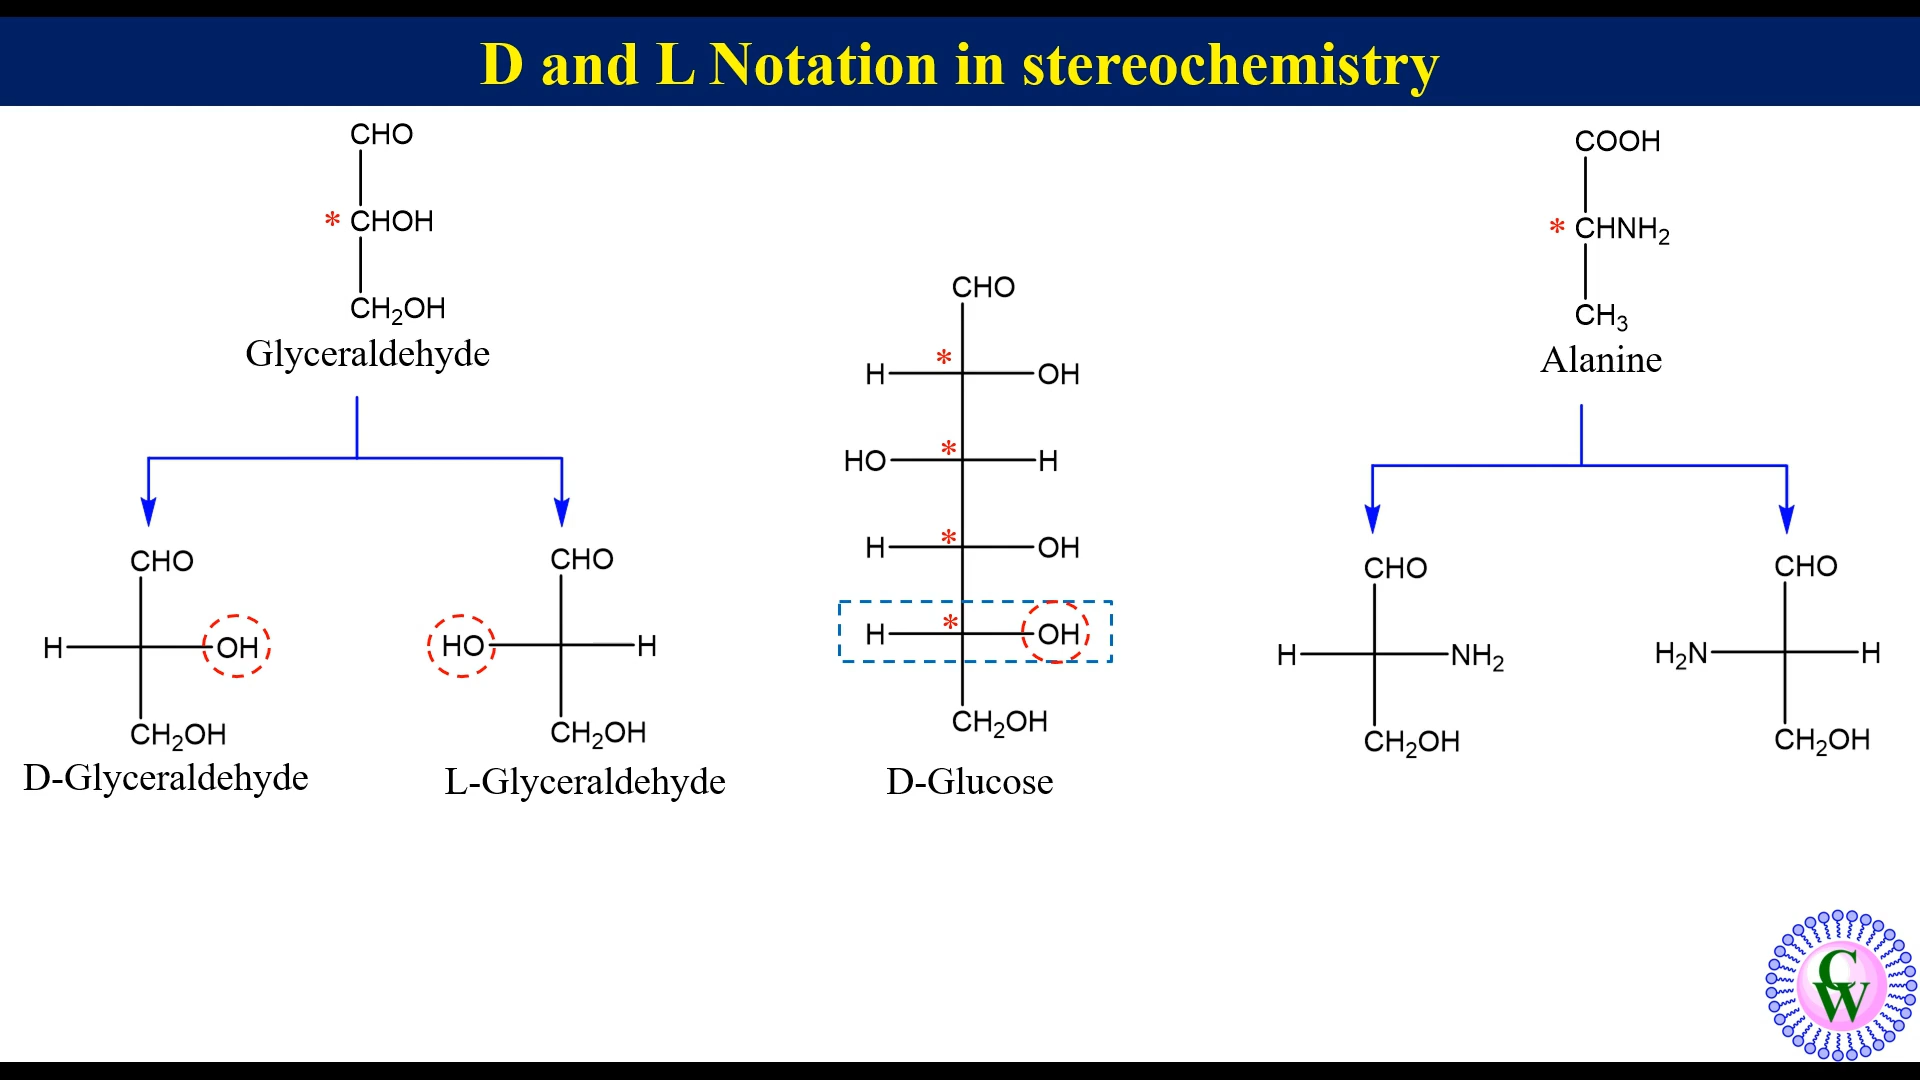 D and L Notation in stereochemistry
CHO
* CHOH
CH₂OH
Glyceraldehyde
CHO
H OH
CH₂OH
D-Glyceraldehyde
CHO
HO H
CH₂OH
L-Glyceraldehyde
CHO
* H OH
* HO H
* H OH
* H OH
CH₂OH
D-Glucose
COOH
* CHNH₂
CH₃
Alanine
CHO
H NH₂
CH₂OH
CHO
H₂N H
CH₂OH
CW